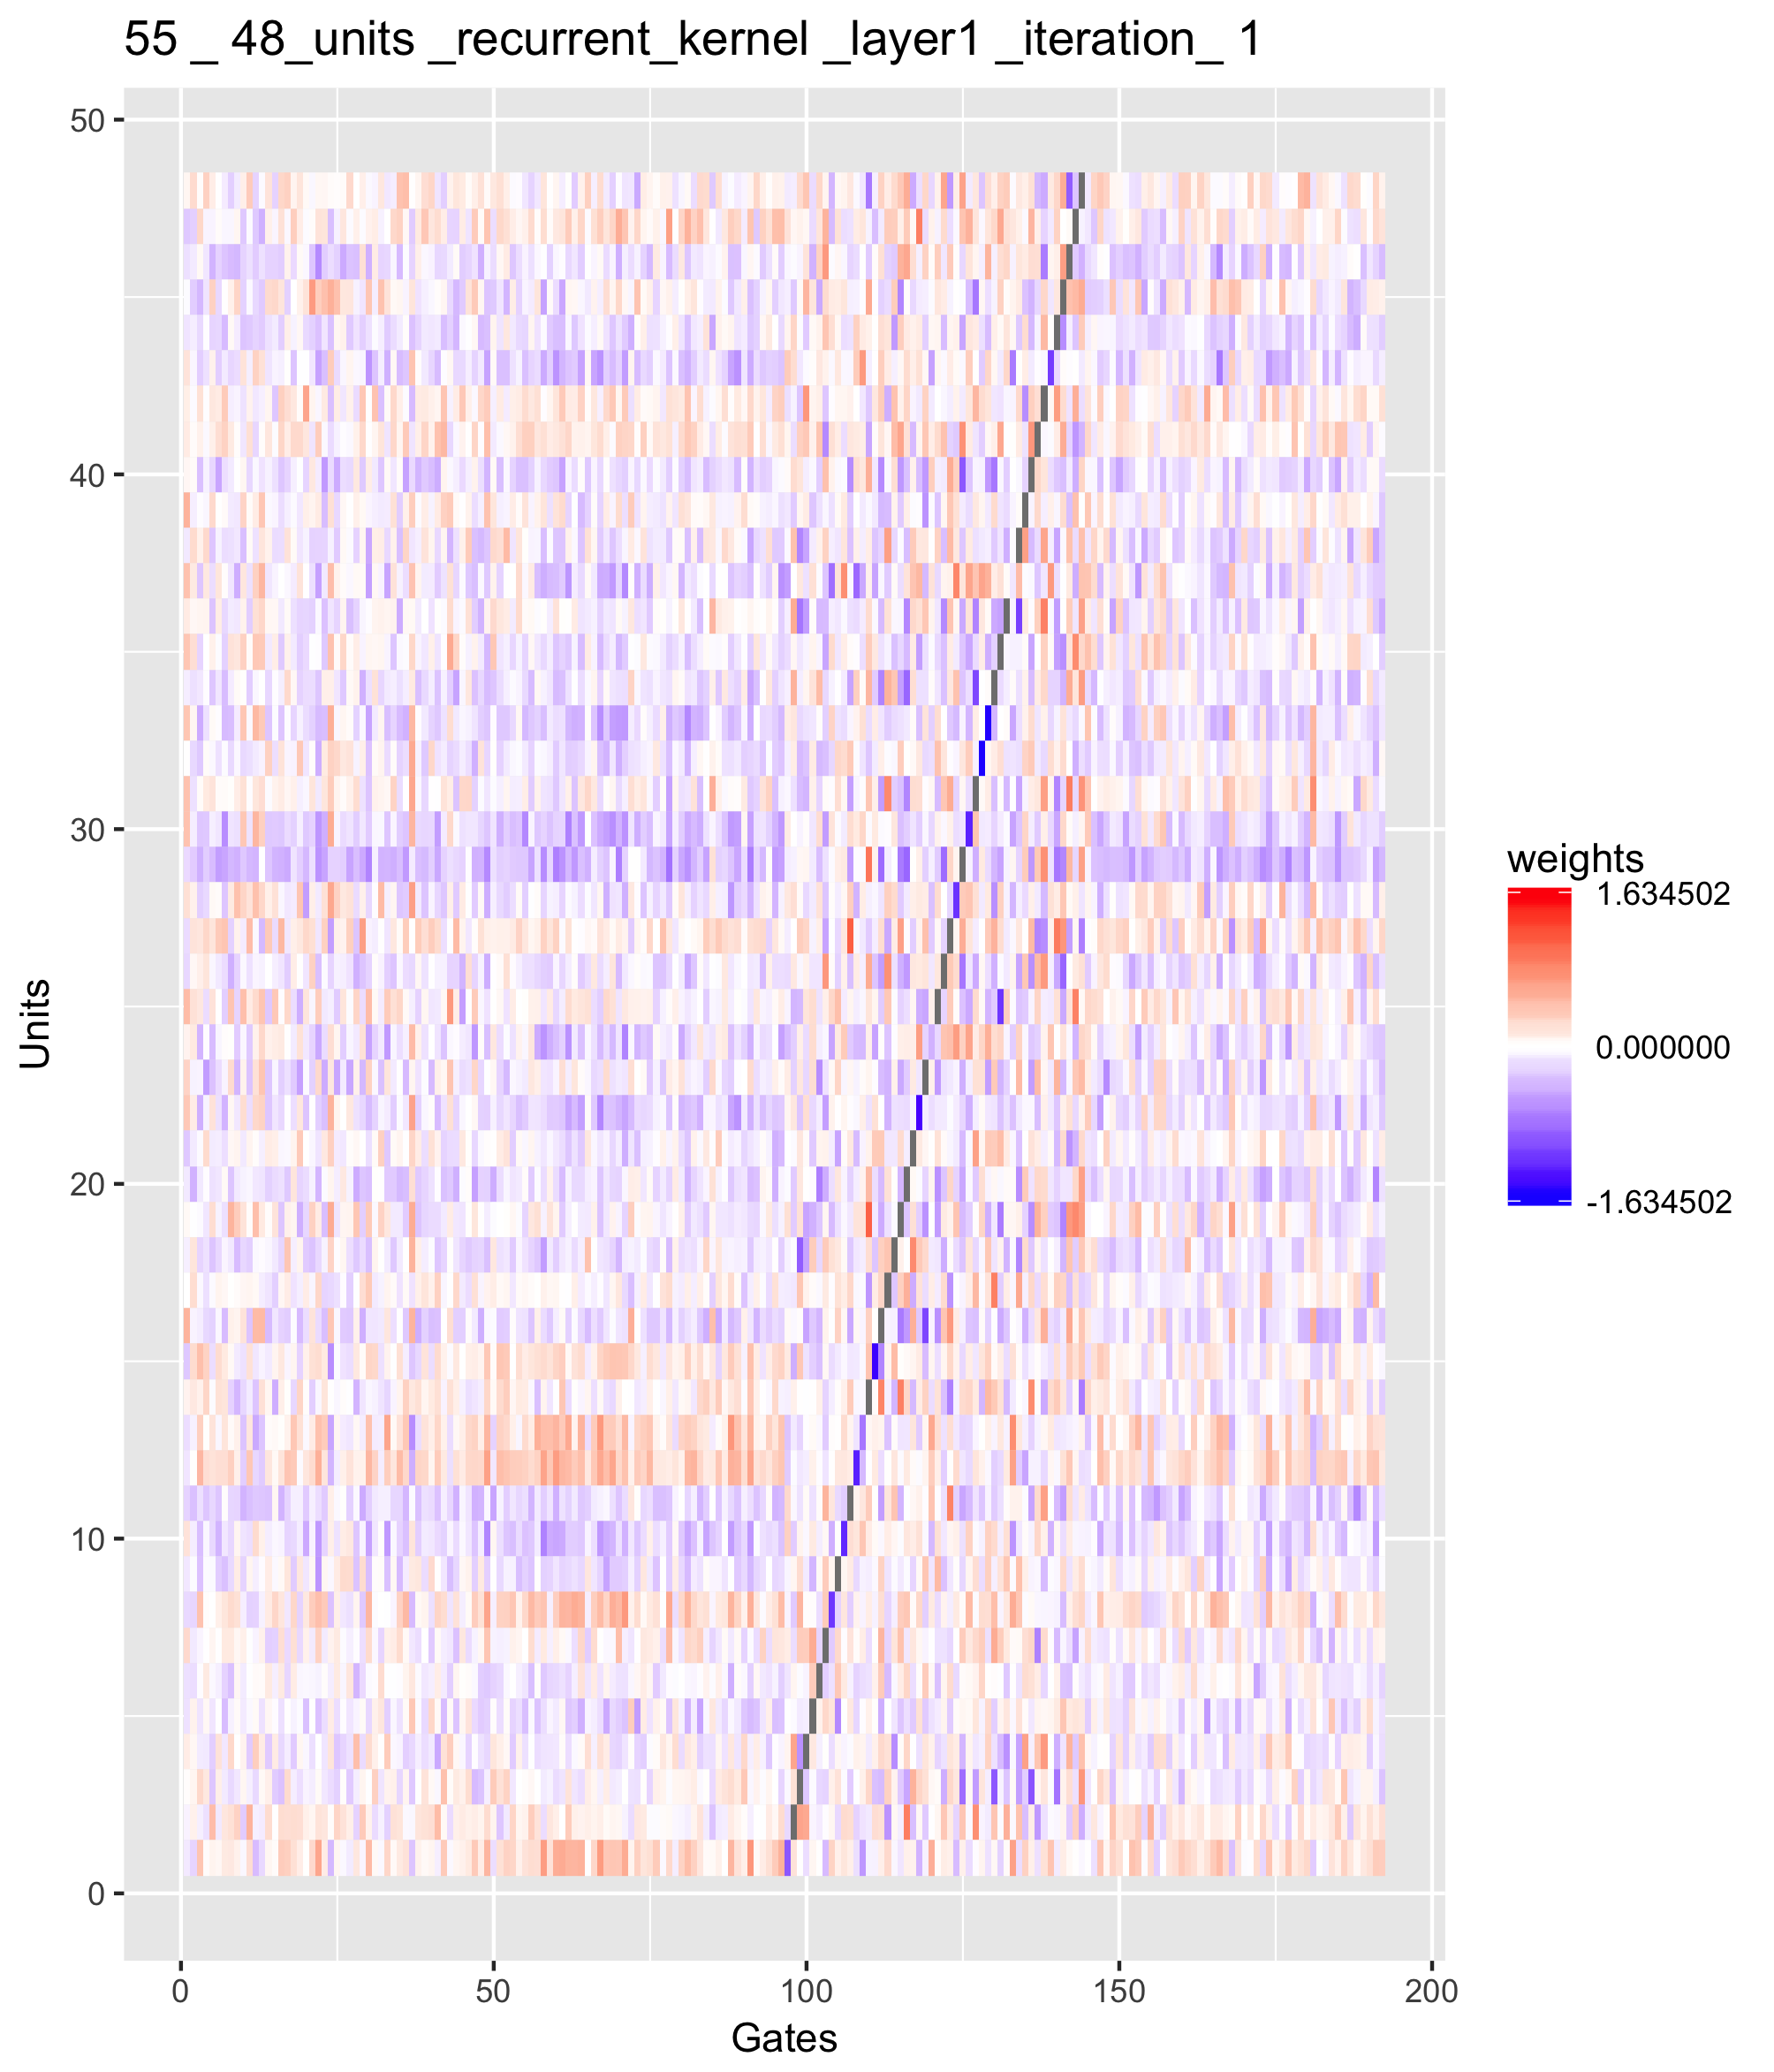 55 _ 48_units _recurrent_kernel _layer1 _iteration_ 1
50
40
30
20
10
0
Units
0 50 100 150 200
Gates
weights
1.634502
0.000000
-1.634502